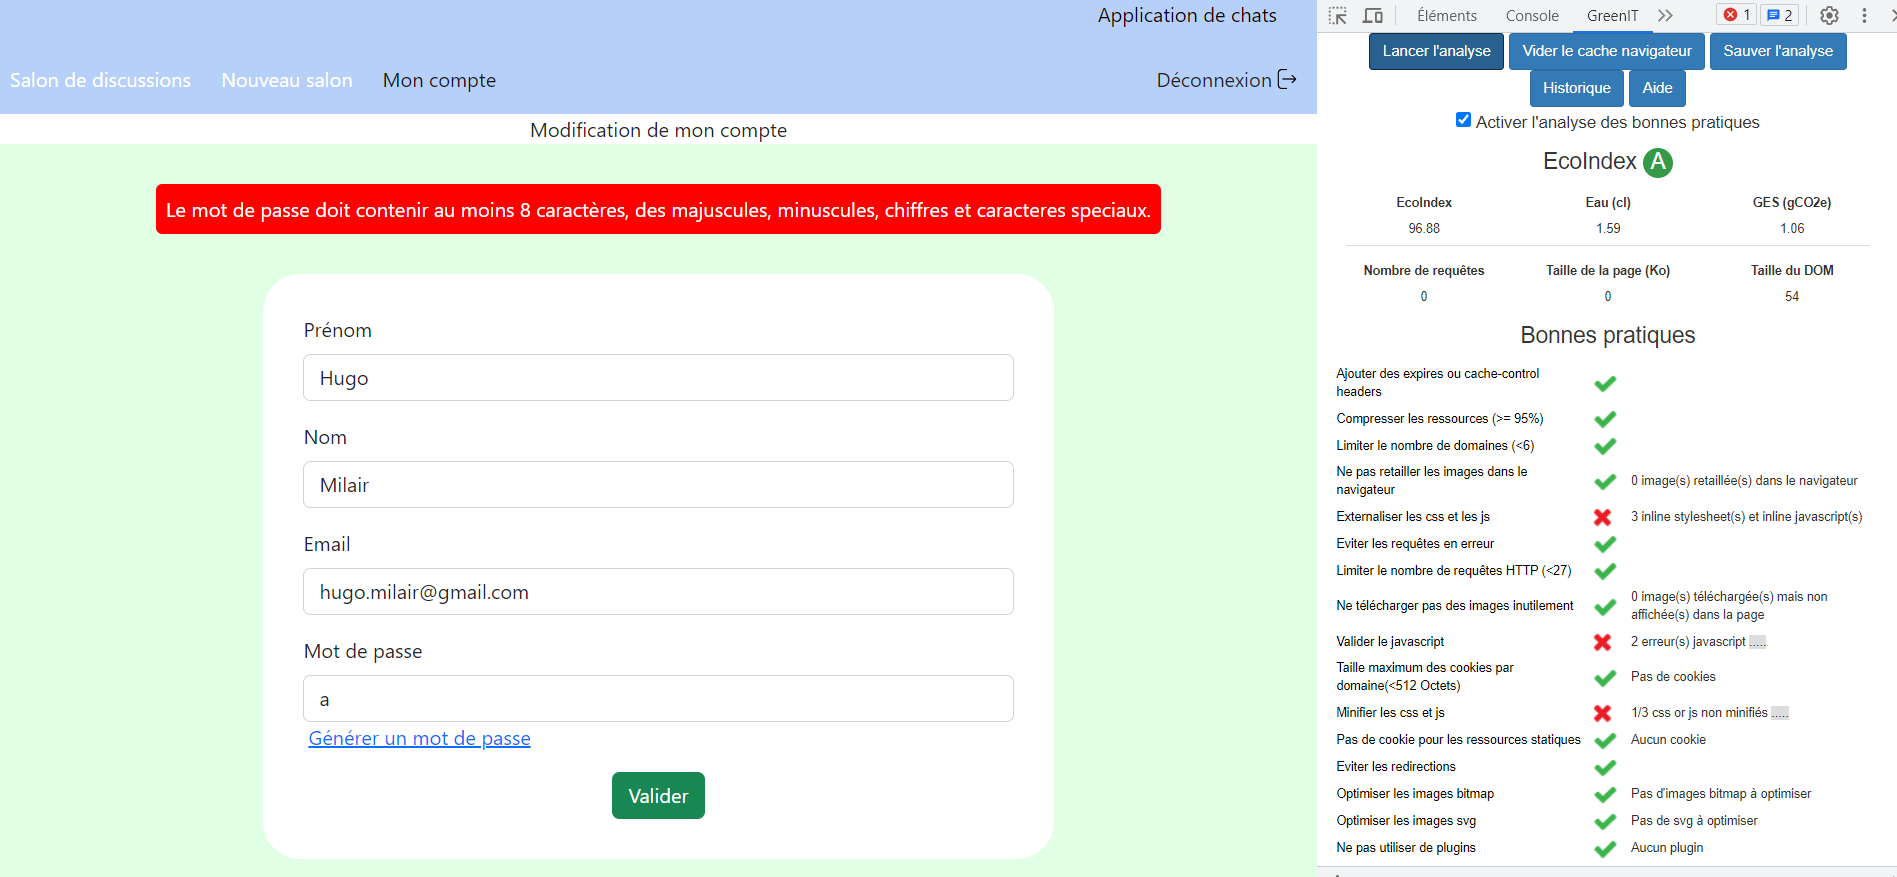 Application de chats
Salon de discussions Nouveau salon Mon compte Déconnexion
Modification de mon compte
Le mot de passe doit contenir au moins 8 caractères, des majuscules, minuscules, chiffres et caracteres speciaux.
Prénom
Hugo
Nom
Milair
Email
hugo.milair@gmail.com
Mot de passe
a
Générer un mot de passe
Valider
Éléments Console GreenIT 1 2
Lancer l'analyse Vider le cache navigateur Sauver l'analyse
Historique Aide
Activer l'analyse des bonnes pratiques
EcoIndex A
EcoIndex Eau (cl) GES (gCO2e)
96.88 1.59 1.06
Nombre de requêtes Taille de la page (Ko) Taille du DOM
0 0 54
Bonnes pratiques
Ajouter des expires ou cache-control
headers
Compresser les ressources (>= 95%)
Limiter le nombre de domaines (<6)
Ne pas retailler les images dans le
navigateur
0 image(s) retaillée(s) dans le navigateur
Externaliser les css et les js 3 inline stylesheet(s) et inline javascript(s)
Eviter les requêtes en erreur
Limiter le nombre de requêtes HTTP (<27)
Ne télécharger pas des images inutilement
0 image(s) téléchargée(s) mais non
affichée(s) dans la page
Valider le javascript 2 erreur(s) javascript .....
Taille maximum des cookies par
domaine(<512 Octets)
Pas de cookies
Minifier les css et js 1/3 css or js non minifiés .....
Pas de cookie pour les ressources statiques Aucun cookie
Eviter les redirections
Optimiser les images bitmap Pas d'images bitmap à optimiser
Optimiser les images svg Pas de svg à optimiser
Ne pas utiliser de plugins Aucun plugin